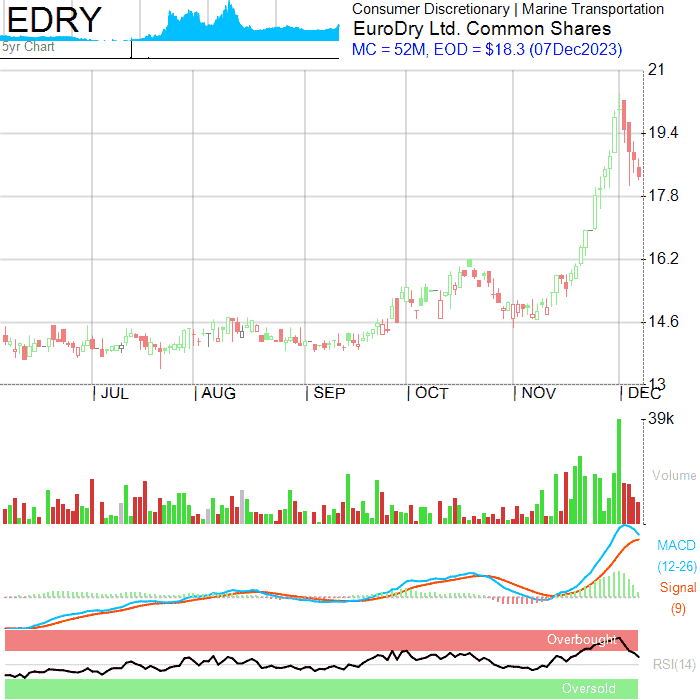 EDRY
5yr Chart
Consumer Discretionary | Marine Transportation
EuroDry Ltd. Common Shares
MC = 52M, EOD = $18.3 (07Dec2023)
21
19.4
17.8
16.2
14.6
13
JUL
AUG
SEP
OCT
NOV
DEC
39k
Volume
MACD
(12-26)
Signal
(9)
Overbought
RSI(14)
Oversold